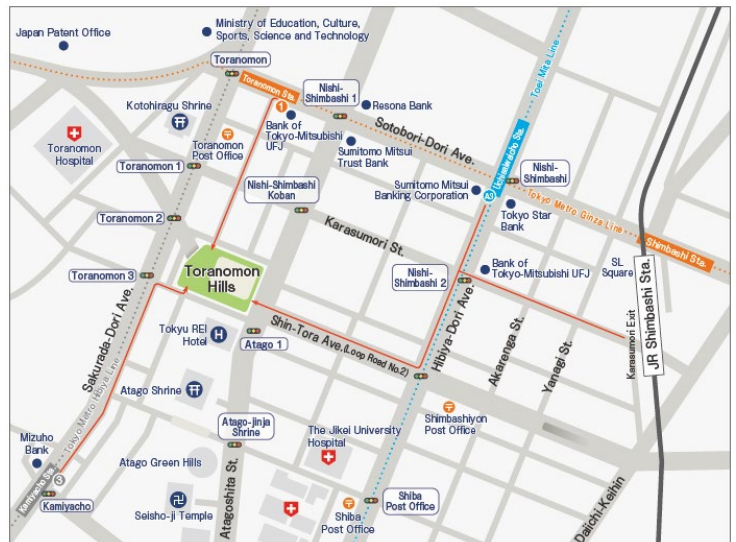 Japan Patent Office
Ministry of Education, Culture,
Sports, Science and Technology
Toranomon
Toranomon Sta.
Nishi-
Shimbashi 1
Resona Bank
Toei Mita Line
Kotohiragu Shrine
1
Bank of
Tokyo-Mitsubishi
UFJ
Sotobori-Dori Ave.
Toranomon
Hospital
Toranomon
Post Office
Sumitomo Mitsui
Trust Bank
Uchisaiwaicho Sta.
Nishi-
Shimbashi
Toranomon 1
Nishi-Shimbashi
Koban
Sumitomo Mitsui
Banking Corporation
A3
Tokyo Metro Ginza Line
Tokyo Star
Bank
Toranomon 2
Karasumori St.
Shimbashi Sta.
Toranomon 3
Toranomon
Hills
Nishi-
Shimbashi 2
Bank of
Tokyo-Mitsubishi UFJ
SL
Square
JR Shimbashi Sta.
Karasumori Exit
Sakurada-Dori Ave.
Tokyo Metro Hibiya Line
Tokyu REI
Hotel
H
Atago 1
Shin-Tora Ave.(Loop Road No.2)
Hibiya-Dori Ave.
Akarenga St.
Yanagi St.
Atago Shrine
Shimbashiyon
Post Office
Atago-jinja
Shrine
The Jikei University
Hospital
Mizuho
Bank
Atago Green Hills
3
Kamiyacho Sta.
Kamiyacho
Seisho-ji Temple
Atagoshita St.
Shiba
Post Office
Shiba
Post Office
Daiichi-Keihin